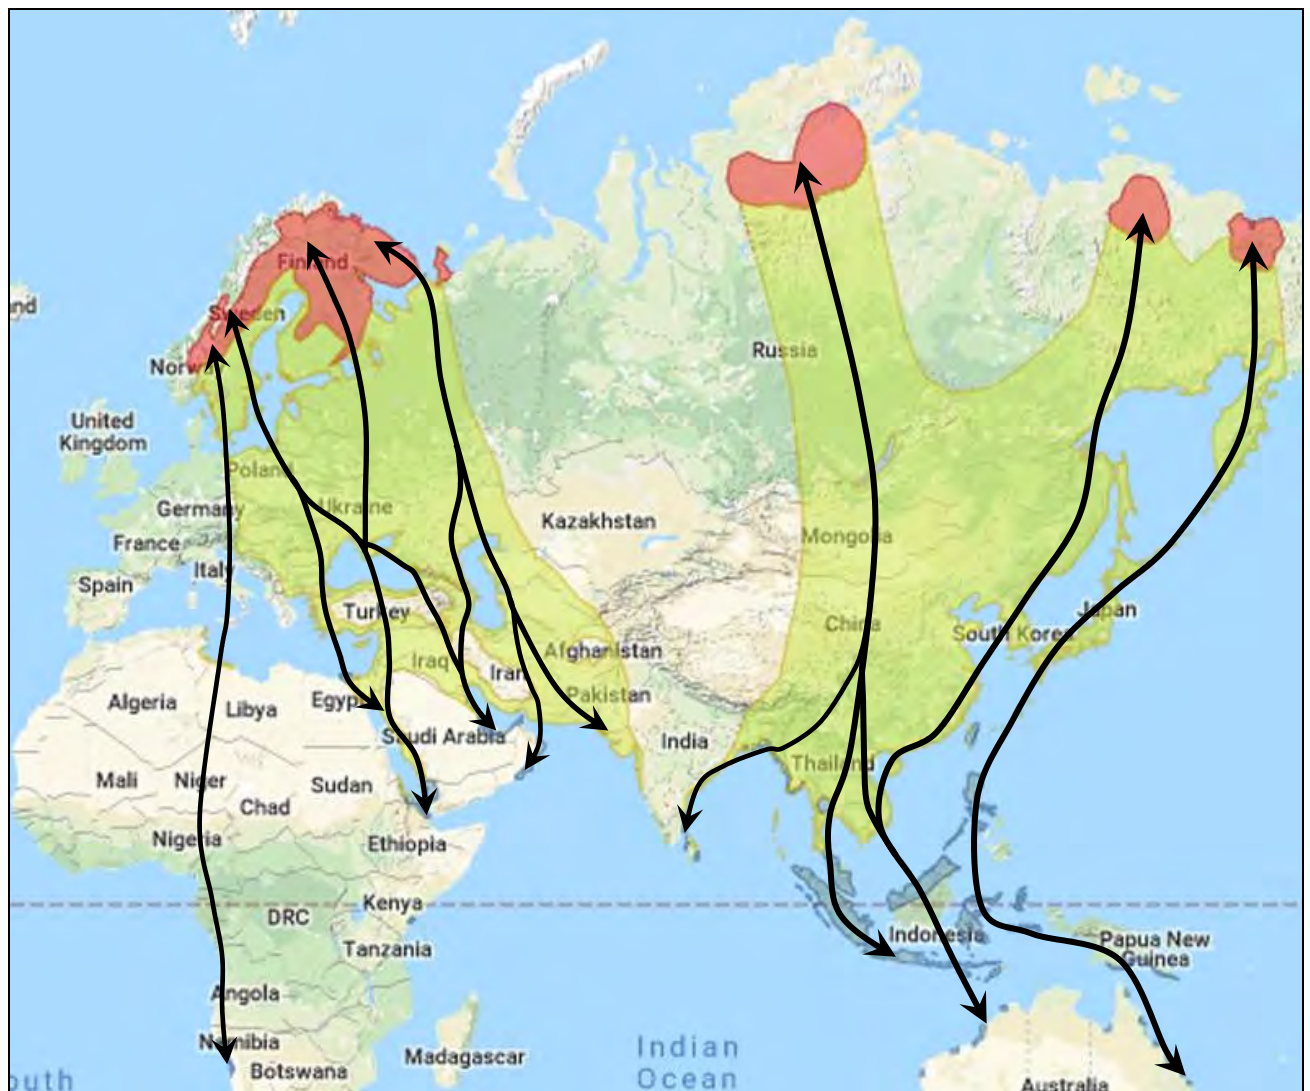 Finland
nd
Sweden
Norw
Russia
United
Kingdom
Poland
Germany
Ukraine
Kazakhstan
Mongolia
France
Italy
Spain
Turkey
China
Japan
South Korea
Afghanistan
Iraq
Iran
Pakistan
Algeria
Libya
Egyp
Saudi Arabia
India
Thailand
Mali
Niger
Sudan
Chad
Nigeria
Ethiopia
Kenya
DRC
Tanzania
Indonesia
Papua New
Guinea
Angola
Namibia
Botswana
Madagascar
Indian
Ocean
outh
Australia